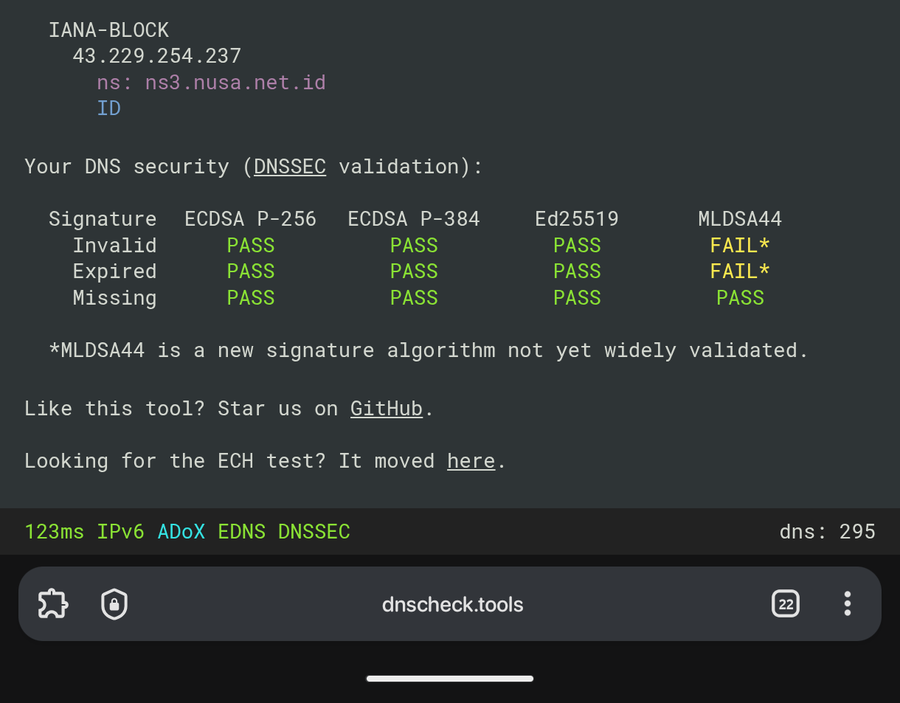 IANA-BLOCK
43.229.254.237
ns: ns3.nusa.net.id
ID
Your DNS security (DNSSEC validation):
Signature ECDSA P-256 ECDSA P-384 Ed25519 MLDSA44
Invalid PASS PASS PASS FAIL*
Expired PASS PASS PASS FAIL*
Missing PASS PASS PASS PASS
*MLDSA44 is a new signature algorithm not yet widely validated.
Like this tool? Star us on GitHub.
Looking for the ECH test? It moved here.
123ms IPv6 ADoX EDNS DNSSEC dns: 295
dnscheck.tools 22